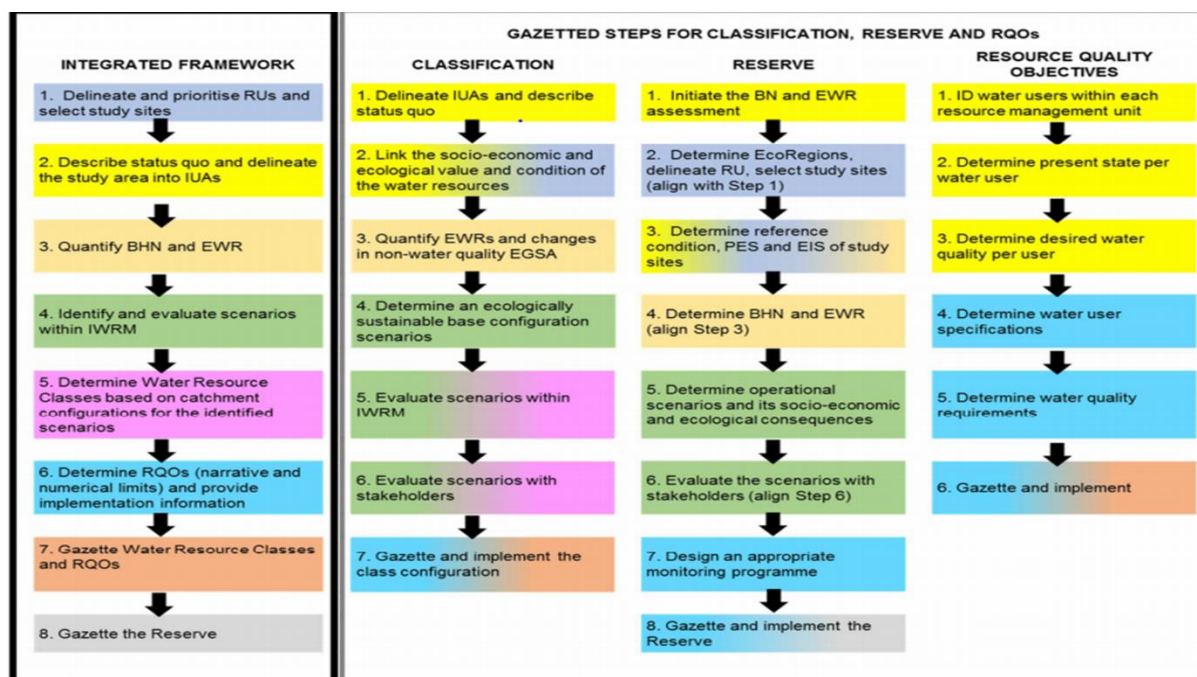 GAZETTED STEPS FOR CLASSIFICATION, RESERVE AND RQOs
INTEGRATED FRAMEWORK
1. Delineate and prioritise RUs and
select study sites
2. Describe status quo and delineate
the study area into IUAs
3. Quantify BHN and EWR
4. Identify and evaluate scenarios
within IWRM
5. Determine Water Resource
Classes based on catchment
configurations for the identified
scenarios
6. Determine RQOs (narrative and
numerical limits) and provide
implementation information
7. Gazette Water Resource Classes
and RQOs
8. Gazette the Reserve
CLASSIFICATION
1. Delineate IUAs and describe
status quo
2. Link the socio-economic and
ecological value and condition of
the water resources
3. Quantify EWRs and changes
in non-water quality EGSA
4. Determine an ecologically
sustainable base configuration
scenarios
5. Evaluate scenarios within
IWRM
6. Evaluate scenarios with
stakeholders
7. Gazette and implement the
class configuration
RESERVE
1. Initiate the BN and EWR
assessment
2. Determine EcoRegions,
delineate RU, select study sites
(align with Step 1)
3. Determine reference
condition, PES and EIS of study
sites
4. Determine BHN and EWR
(align Step 3)
5. Determine operational
scenarios and its socio-economic
and ecological consequences
6. Evaluate the scenarios with
stakeholders (align Step 6)
7. Design an appropriate
monitoring programme
8. Gazette and implement the
Reserve
RESOURCE QUALITY
OBJECTIVES
1. ID water users within each
resource management unit
2. Determine present state per
water user
3. Determine desired water
quality per user
4. Determine water user
specifications
5. Determine water quality
requirements
6. Gazette and implement